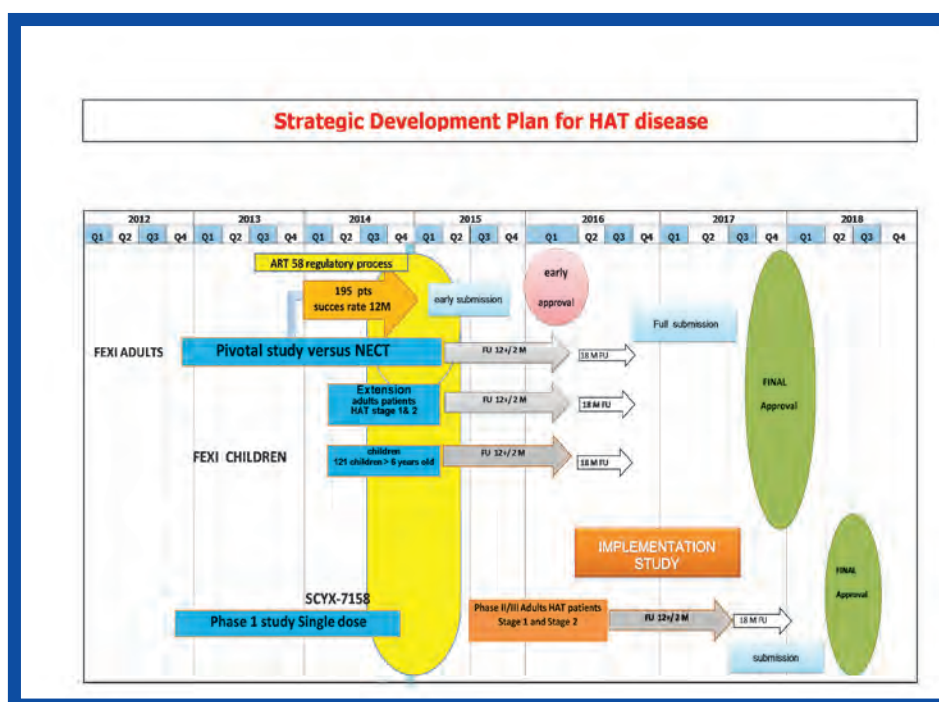 Strategic Development Plan for HAT disease
2012 2013 2014 2015 2016 2017 2018
Q1 Q2 Q3 Q4 Q1 Q2 Q3 Q4 Q1 Q2 Q3 Q4 Q1 Q2 Q3 Q4 Q1 Q2 Q3 Q4 Q1 Q2 Q3 Q4 Q1 Q2 Q3 Q4
ART 58 regulatory process
195 pts
succes rate 12M
early submission
early
approval
Full submission
FEXI ADULTS
Pivotal study versus NECT
FU 12+/2 M
18 M FU
Extension
adults patients
HAT stage 1& 2
FU 12+/2 M
18 M FU
FINAL
Approval
FEXI CHILDREN
children
121 children > 6 years old
FU 12+/2 M
18 M FU
IMPLEMENTATION
STUDY
FINAL
Approval
SCYX-7158
Phase 1 study Single dose
Phase II/III Adults HAT patients
Stage 1 and Stage 2
FU 12+/2 M
18 M FU
submission